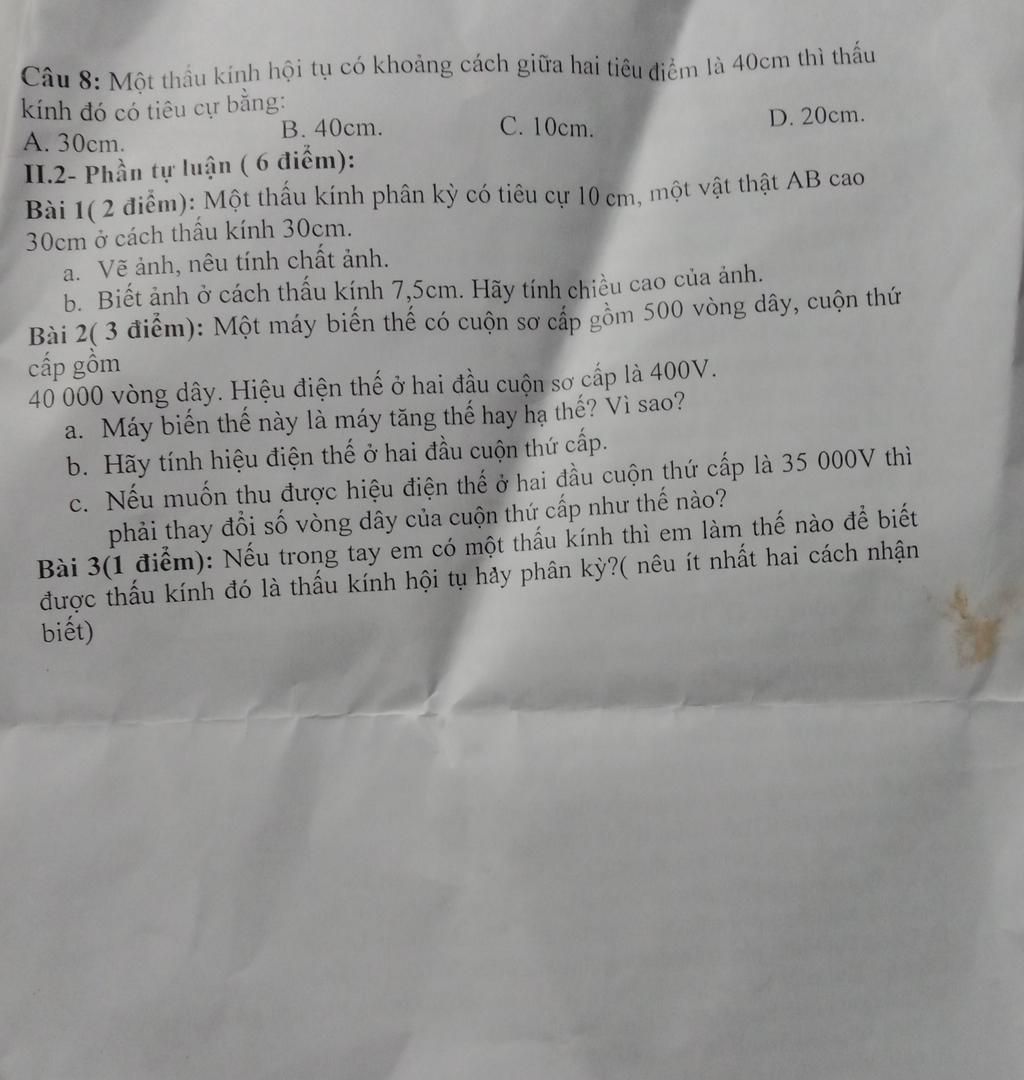 Câu 8: Một thấu kính hội tụ có khoảng cách giữa hai tiêu điểm là 40cm thì thấu
kính đó có tiêu cự bằng:
A. 30cm. B. 40cm. C. 10cm. D. 20cm.
II.2- Phần tự luận ( 6 điểm):
Bài 1( 2 điểm): Một thấu kính phân kỳ có tiêu cự 10 cm, một vật thật AB cao
30cm ở cách thấu kính 30cm.
a. Vẽ ảnh, nêu tính chất ảnh.
b. Biết ảnh ở cách thấu kính 7,5cm. Hãy tính chiều cao của ảnh.
Bài 2( 3 điểm): Một máy biến thế có cuộn sơ cấp gồm 500 vòng dây, cuộn thứ
cấp gồm
40 000 vòng dây. Hiệu điện thế ở hai đầu cuộn sơ cấp là 400V.
a. Máy biến thế này là máy tăng thế hay hạ thế? Vì sao?
b. Hãy tính hiệu điện thế ở hai đầu cuộn thứ cấp.
c. Nếu muốn thu được hiệu điện thế ở hai đầu cuộn thứ cấp là 35 000V thì
phải thay đổi số vòng dây của cuộn thứ cấp như thế nào?
Bài 3(1 điểm): Nếu trong tay em có một thấu kính thì em làm thế nào để biết
được thấu kính đó là thấu kính hội tụ hay phân kỳ?( nêu ít nhất hai cách nhận
biết)